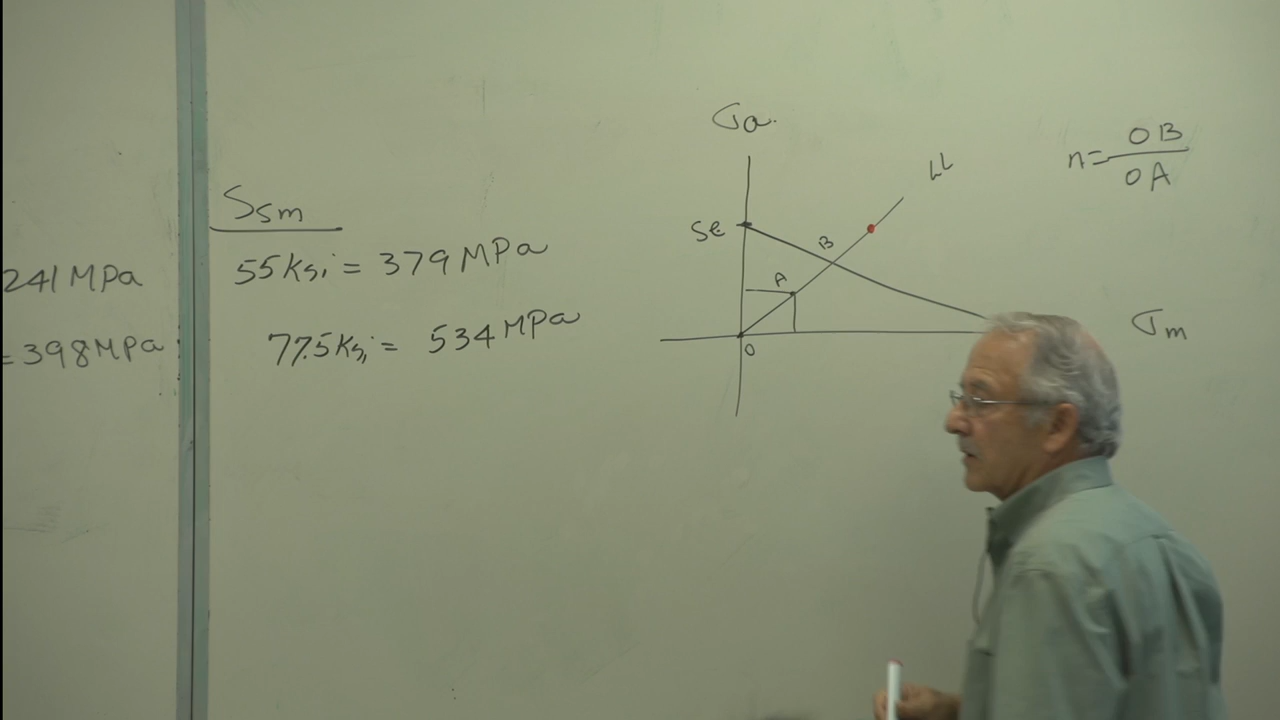 Ssm
241 MPa
55 Ksi = 379 MPa
= 398 MPa
77.5 Ksi = 534 MPa
σa
LL
n = OB
OA
Se
B
A
σm
O